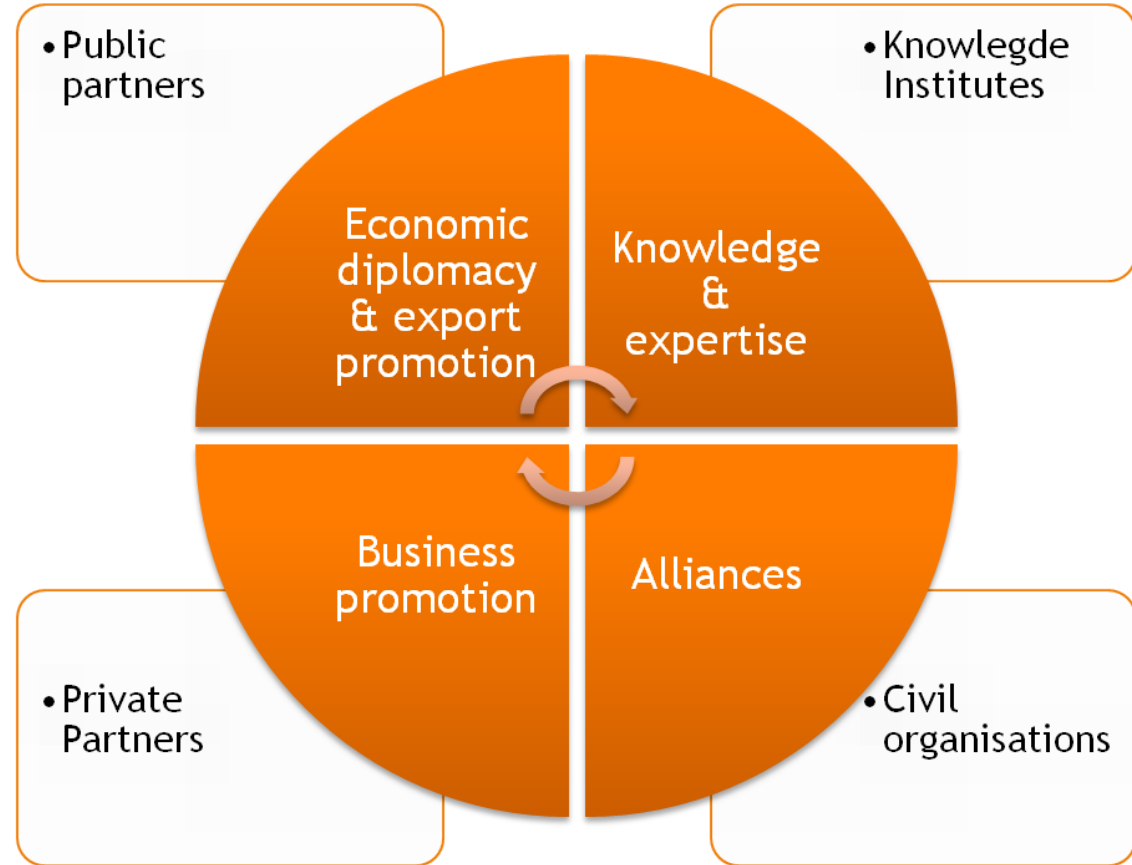 •Public
partners
•Knowlegde
Institutes
Economic
diplomacy
& export
promotion
Knowledge
&
expertise
Business
promotion
Alliances
•Private
Partners
•Civil
organisations